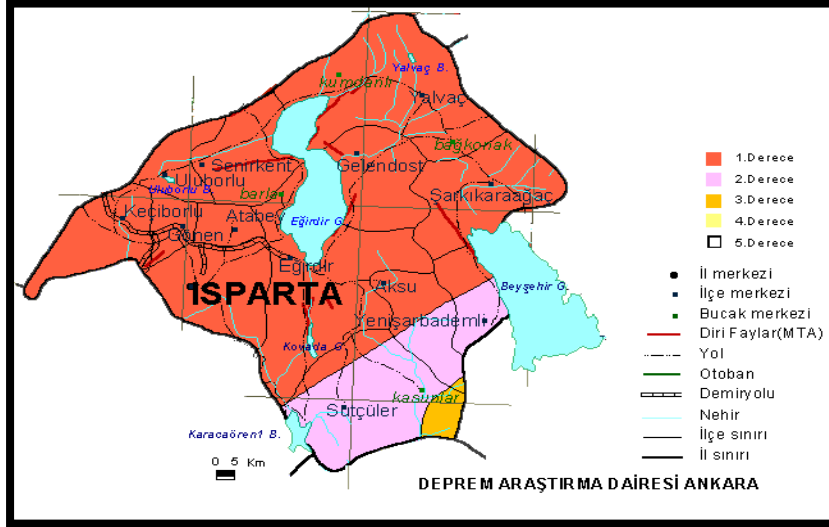 Yalvaç B.
kumdanlı
Yalvaç
bağkonak
Senirkent
Gelendost
Uluborlu
Uluborlu B.
barla
Şarkikaraağaç
Keçiborlu
Atabey
Eğirdir G.
Gönen
Eğirdir
ISPARTA
Aksu
Beyşehir G.
Yenişarbademli
Kovada G.
kasımlar
Sütçüler
Karacaören1 B.
0 5 Km
1.Derece
2.Derece
3.Derece
4.Derece
5.Derece
İl merkezi
İlçe merkezi
Bucak merkezi
Diri Faylar(MTA)
Yol
Otoban
Demiryolu
Nehir
İlçe sınırı
İl sınırı
DEPREM ARAŞTIRMA DAİRESİ ANKARA